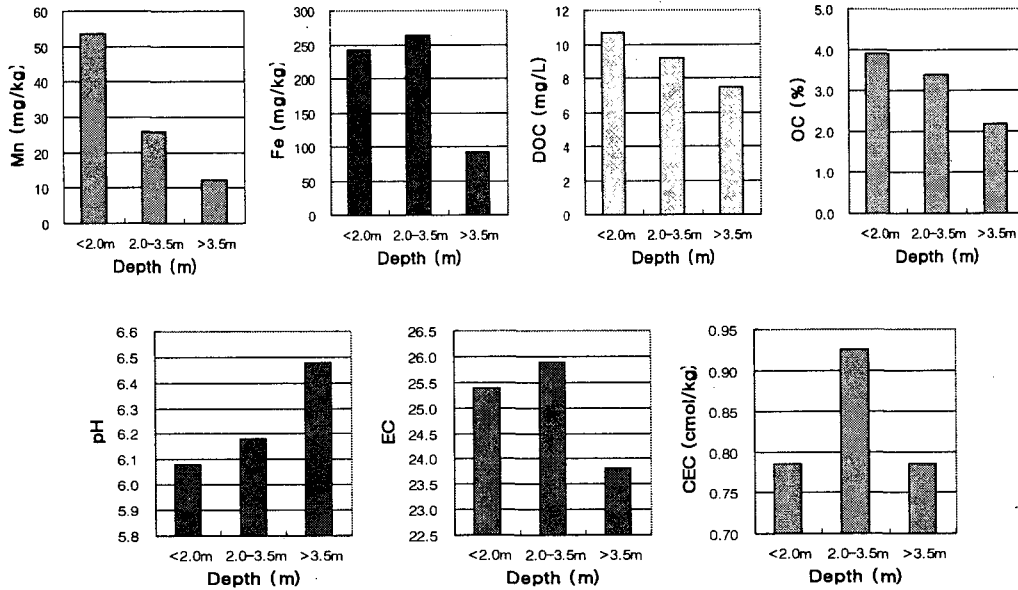 Mn (mg/kg)
60
50
40
30
20
10
0
<2.0m 2.0-3.5m >3.5m
Depth (m)
Fe (mg/kg)
300
250
200
150
100
50
0
<2.0m 2.0-3.5m >3.5m
Depth (m)
DOC (mg/L)
12
10
8
6
4
2
0
<2.0m 2.0-3.5m >3.5m
Depth (m)
OC (%)
5.0
4.0
3.0
2.0
1.0
0.0
<2.0m 2.0-3.5m >3.5m
Depth (m)
pH
6.6
6.5
6.4
6.3
6.2
6.1
6.0
5.9
5.8
<2.0m 2.0-3.5m >3.5m
Depth (m)
EC
26.5
26.0
25.5
25.0
24.5
24.0
23.5
23.0
22.5
<2.0m 2.0-3.5m >3.5m
Depth (m)
CEC (cmol/kg)
0.95
0.90
0.85
0.80
0.75
0.70
<2.0m 2.0-3.5m >3.5m
Depth (m)